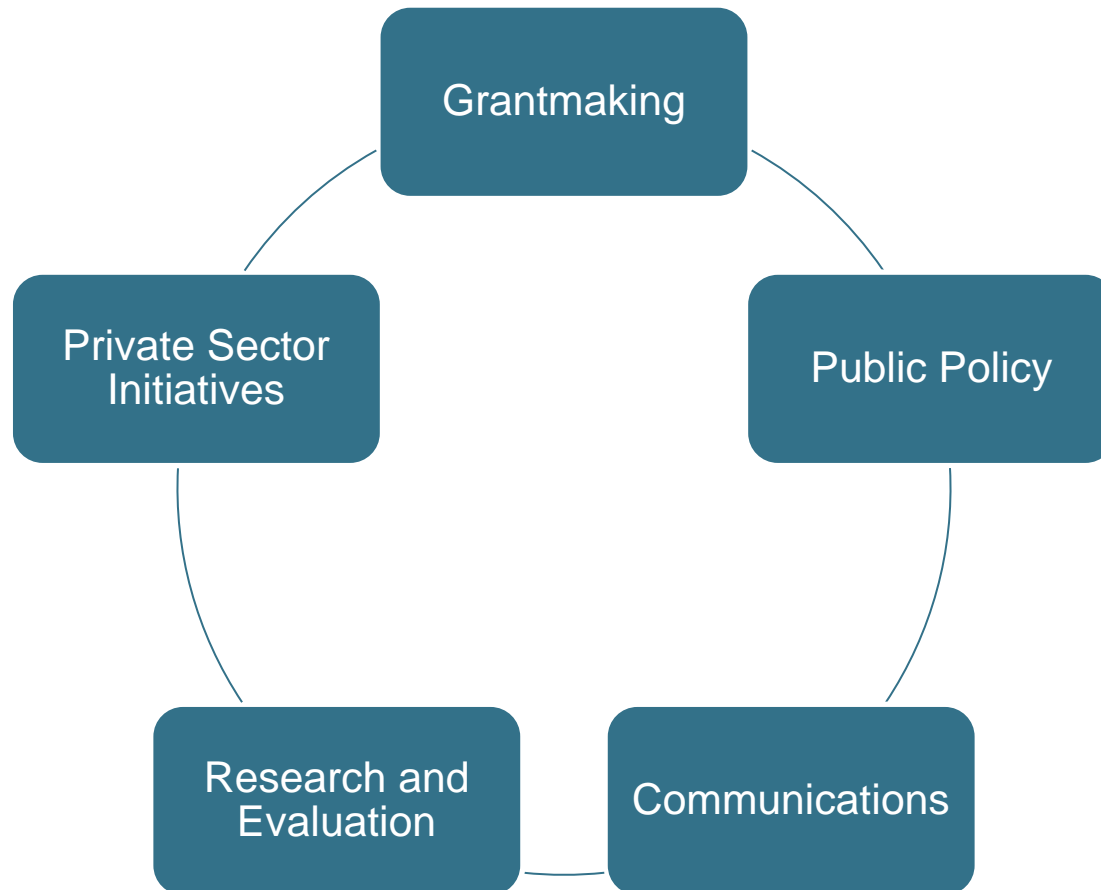 Grantmaking
Public Policy
Communications
Research and
Evaluation
Private Sector
Initiatives